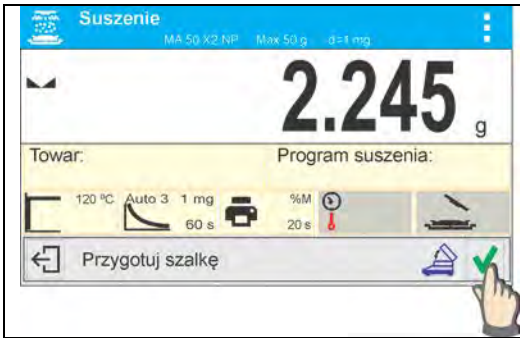 Suszenie
MA 50 X2.NP Max 50 g d=1 mg
2.245 g
Towar: Program suszenia:
120 °C Auto 3 1 mg %M
60 s 20 s
Przygotuj szalkę